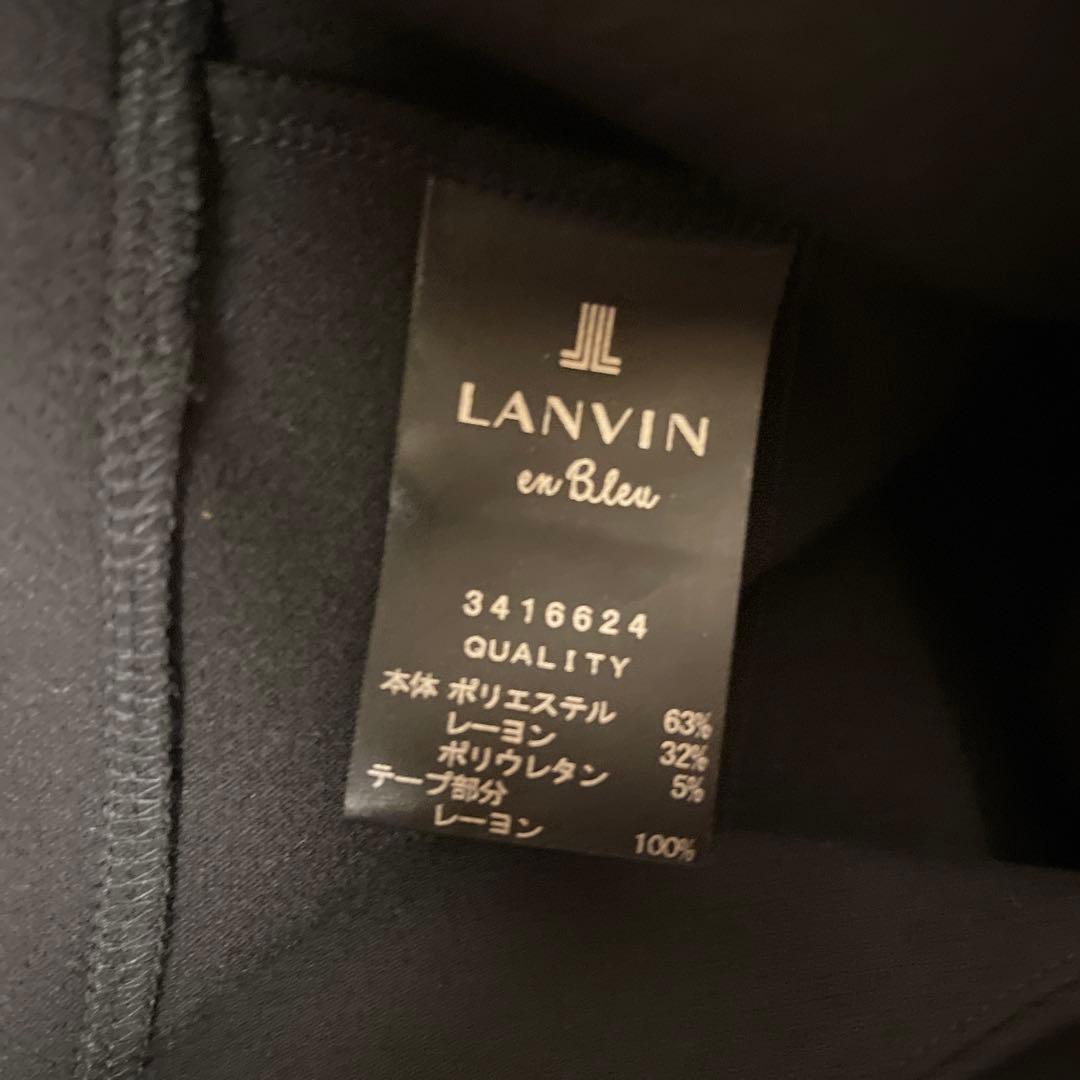 LANVIN
en Bleu
3416624
QUALITY
本体 ポリエステル 63%
レーヨン 32%
ポリウレタン 5%
テープ部分
レーヨン 100%